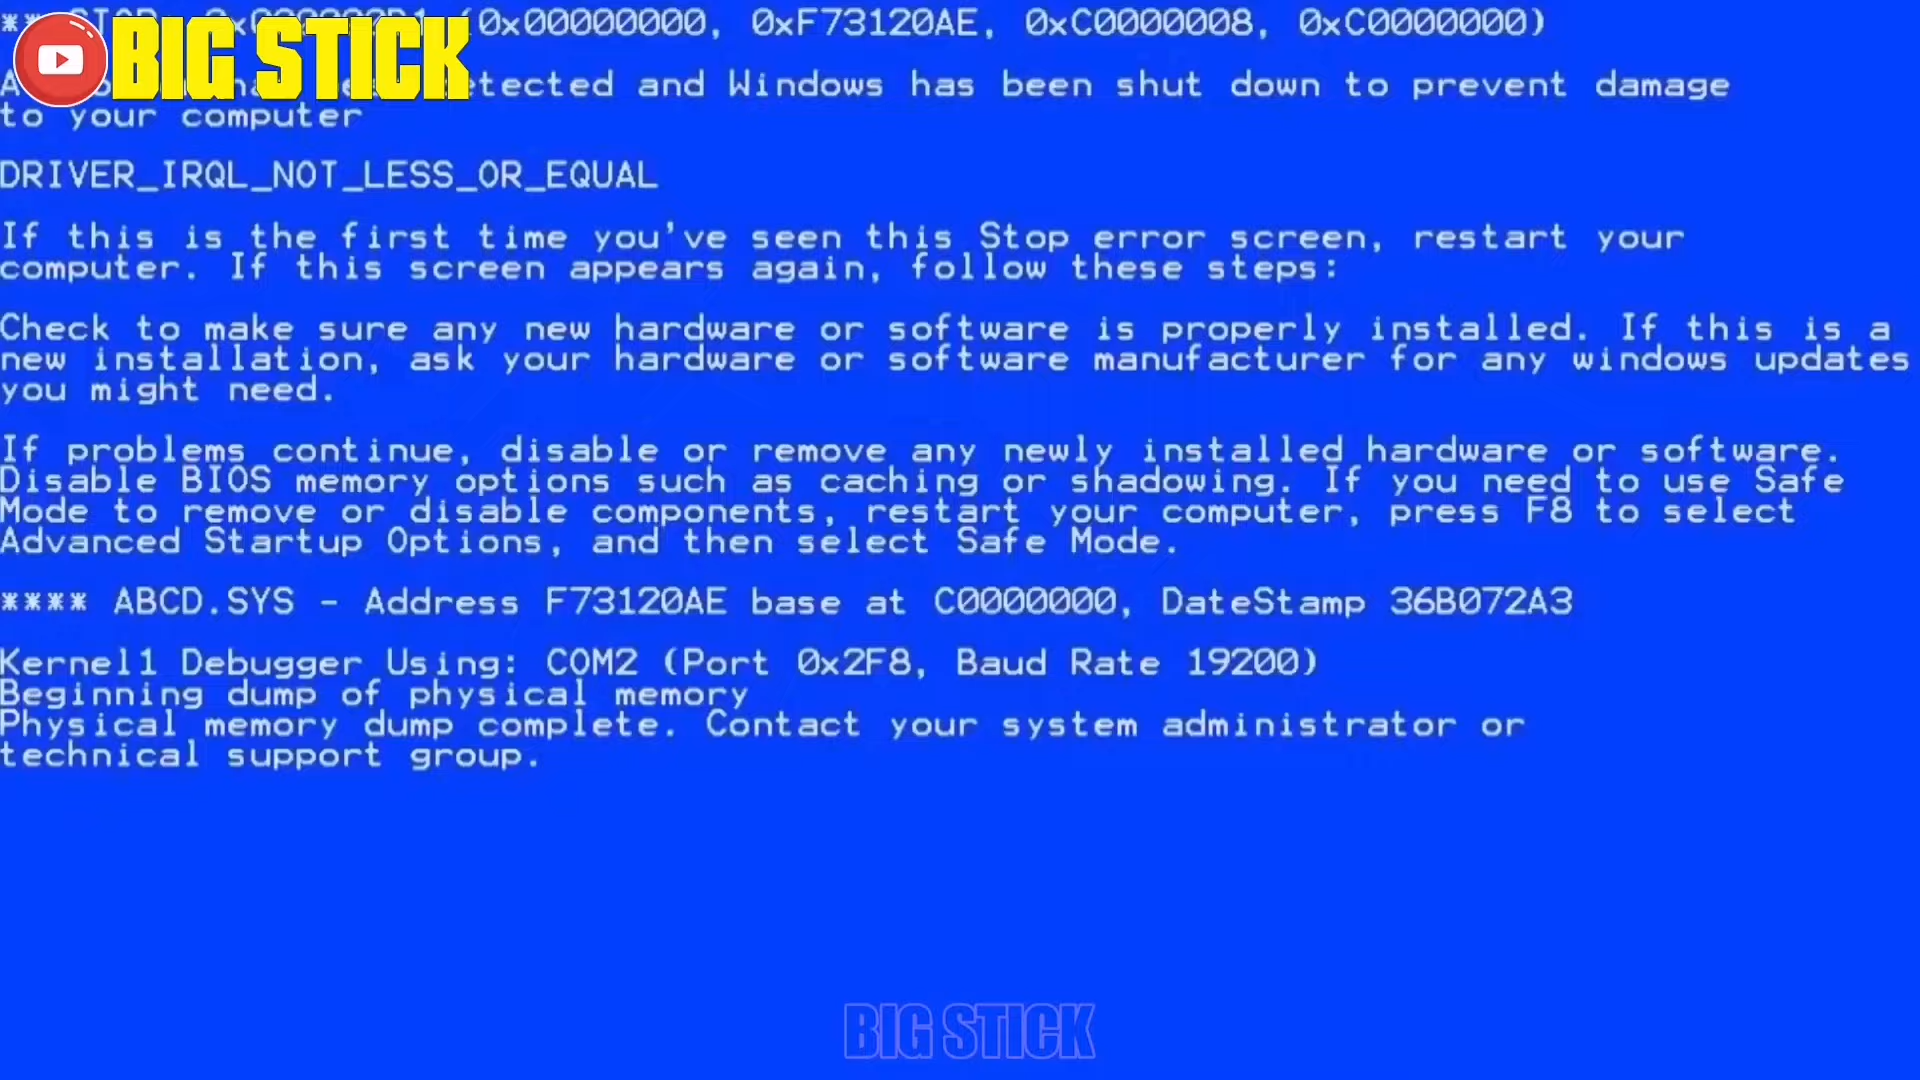 BIG STICK
(0x00000000, 0xF73120AE, 0xC0000008, 0xC0000000)
etected and Windows has been shut down to prevent damage
to your computer
DRIVER_IRQL_NOT_LESS_OR_EQUAL
If this is the first time you've seen this Stop error screen, restart your
computer. If this screen appears again, follow these steps:
Check to make sure any new hardware or software is properly installed. If this is a
new installation, ask your hardware or software manufacturer for any windows updates
you might need.
If problems continue, disable or remove any newly installed hardware or software.
Disable BIOS memory options such as caching or shadowing. If you need to use Safe
Mode to remove or disable components, restart your computer, press F8 to select
Advanced Startup Options, and then select Safe Mode.
**** ABCD.SYS - Address F73120AE base at C0000000, DateStamp 36B072A3
Kernel1 Debugger Using: COM2 (Port 0x2F8, Baud Rate 19200)
Beginning dump of physical memory
Physical memory dump complete. Contact your system administrator or
technical support group.
BIG STICK